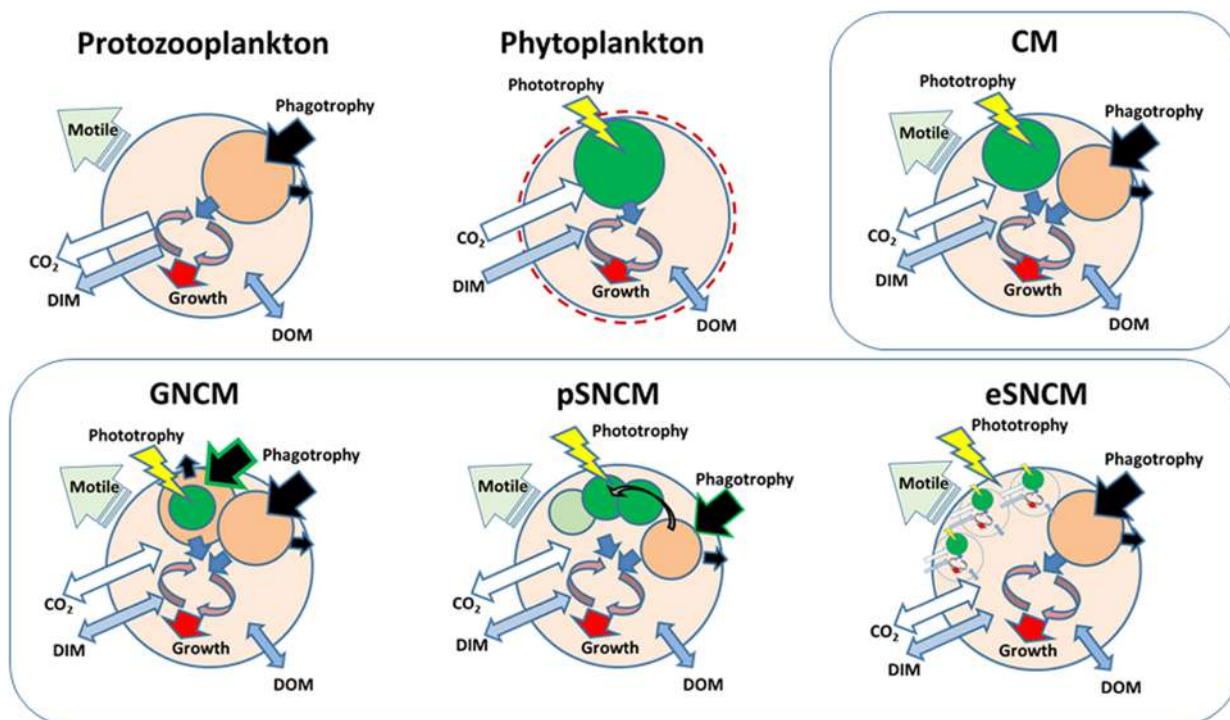 Protozooplankton
Phagotrophy
Motile
CO₂
DIM
Growth
DOM
Phytoplankton
Phototrophy
CO₂
DIM
Growth
DOM
CM
Phototrophy
Phagotrophy
Motile
CO₂
DIM
Growth
DOM
GNCM
Phototrophy
Phagotrophy
Motile
CO₂
DIM
Growth
DOM
pSNCM
Phototrophy
Phagotrophy
Motile
CO₂
DIM
Growth
DOM
eSNCM
Phototrophy
Phagotrophy
Motile
CO₂
DIM
Growth
DOM